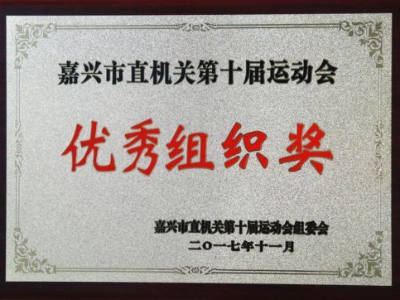 嘉兴市直机关第十届运动会
优秀组织奖
嘉兴市直机关第十届运动会组委会
二〇一七年十一月